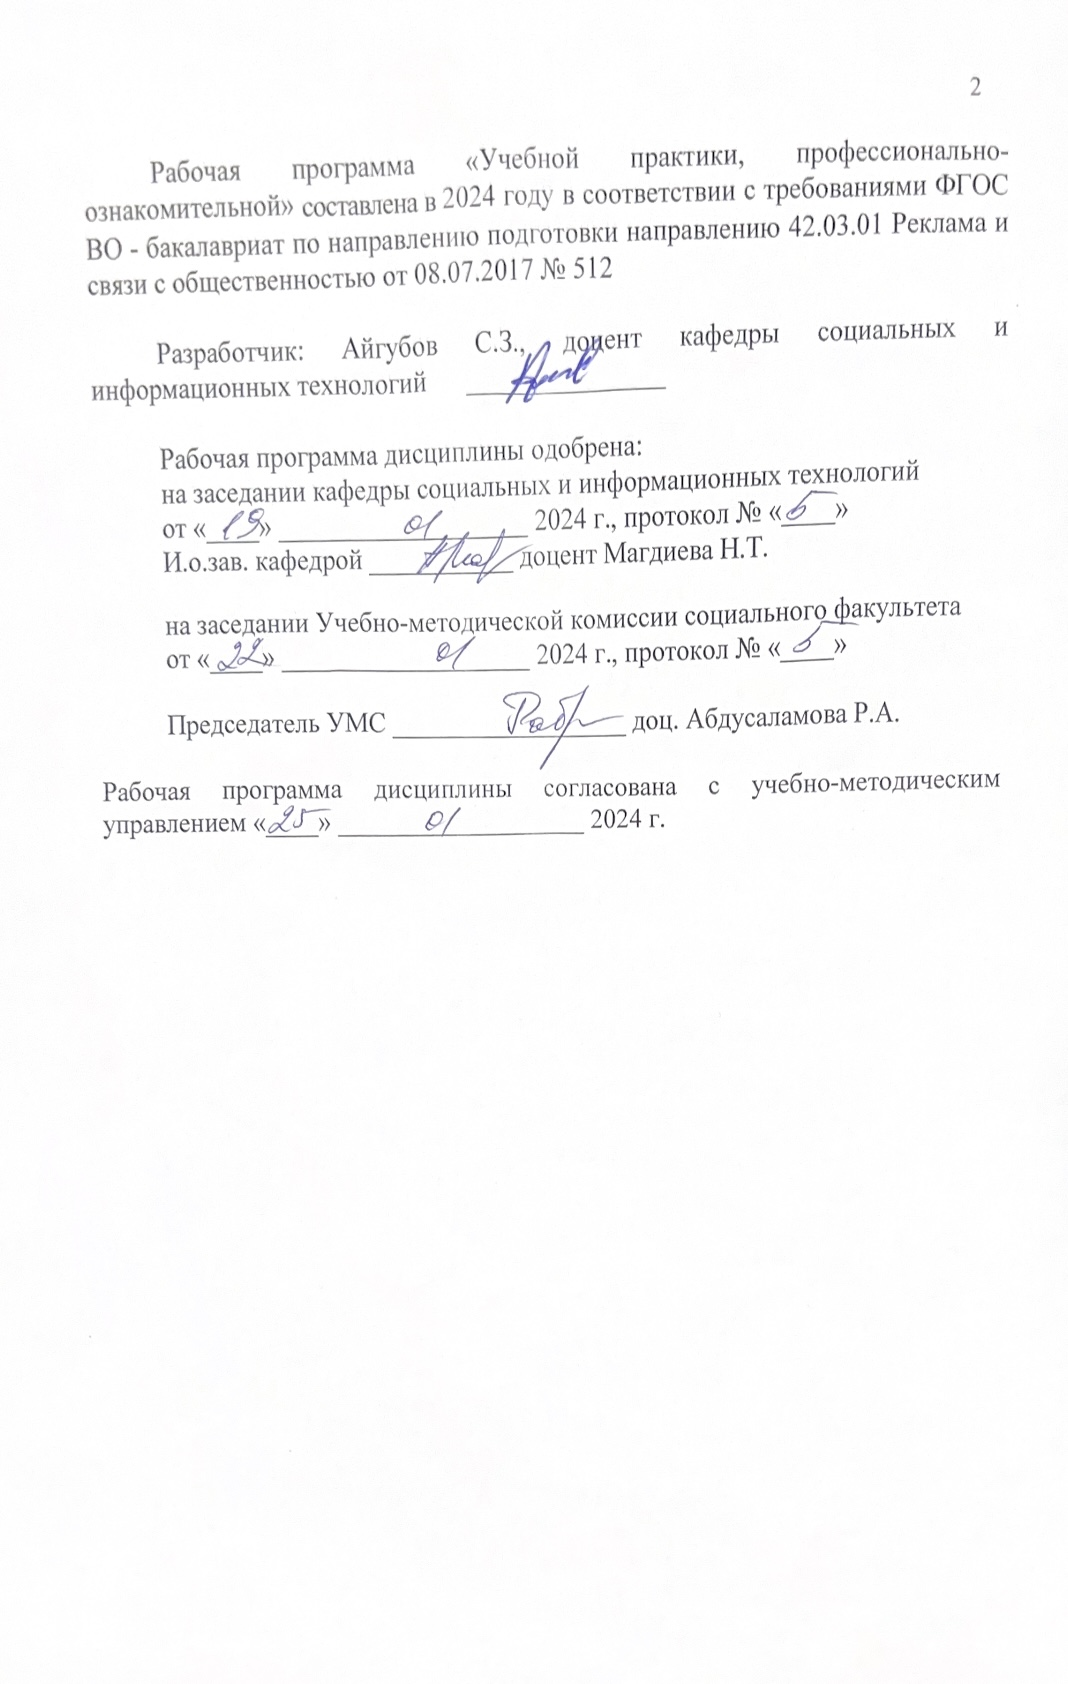 2
Рабочая программа «Учебной практики, профессионально-
ознакомительной» составлена в 2024 году в соответствии с требованиями ФГОС
ВО - бакалавриат по направлению подготовки направлению 42.03.01 Реклама и
связи с общественностью от 08.07.2017 № 512
Разработчик: Айгубов С.З., доцент кафедры социальных и
информационных технологий
Рабочая программа дисциплины одобрена:
на заседании кафедры социальных и информационных технологий
от «19» 01 2024 г., протокол № «5»
И.о.зав. кафедрой доцент Магдиева Н.Т.
на заседании Учебно-методической комиссии социального факультета
от «22» 01 2024 г., протокол № «5»
Председатель УМС доц. Абдусаламова Р.А.
Рабочая программа дисциплины согласована с учебно-методическим
управлением «25» 01 2024 г.